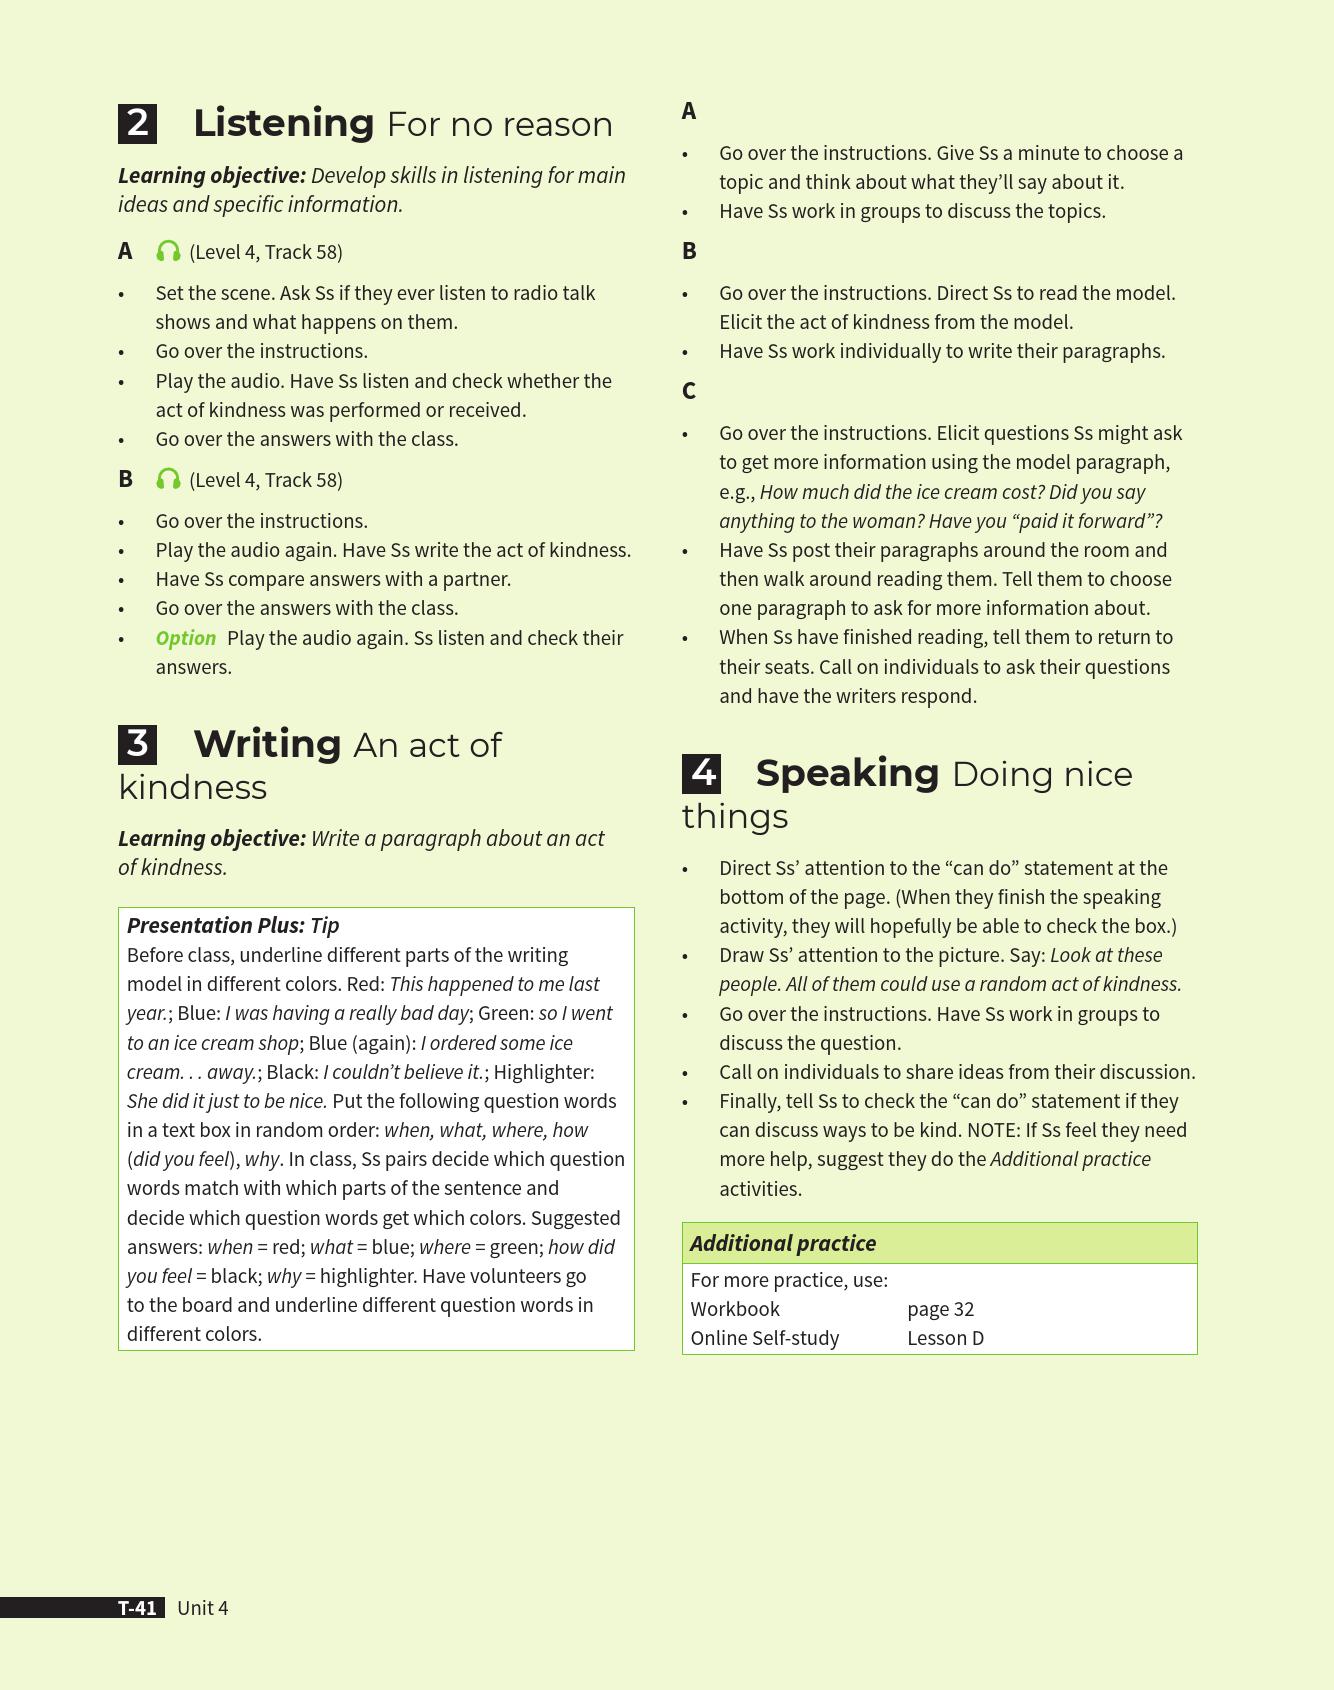 2 Listening For no reason
Learning objective: Develop skills in listening for main
ideas and specific information.
A (Level 4, Track 58)
• Set the scene. Ask Ss if they ever listen to radio talk
shows and what happens on them.
• Go over the instructions.
• Play the audio. Have Ss listen and check whether the
act of kindness was performed or received.
• Go over the answers with the class.
B (Level 4, Track 58)
• Go over the instructions.
• Play the audio again. Have Ss write the act of kindness.
• Have Ss compare answers with a partner.
• Go over the answers with the class.
• Option Play the audio again. Ss listen and check their
answers.
3 Writing An act of
kindness
Learning objective: Write a paragraph about an act
of kindness.
Presentation Plus: Tip
Before class, underline different parts of the writing
model in different colors. Red: This happened to me last
year.; Blue: I was having a really bad day; Green: so I went
to an ice cream shop; Blue (again): I ordered some ice
cream. . . away.; Black: I couldn’t believe it.; Highlighter:
She did it just to be nice. Put the following question words
in a text box in random order: when, what, where, how
(did you feel), why. In class, Ss pairs decide which question
words match with which parts of the sentence and
decide which question words get which colors. Suggested
answers: when = red; what = blue; where = green; how did
you feel = black; why = highlighter. Have volunteers go
to the board and underline different question words in
different colors.
A
• Go over the instructions. Give Ss a minute to choose a
topic and think about what they’ll say about it.
• Have Ss work in groups to discuss the topics.
B
• Go over the instructions. Direct Ss to read the model.
Elicit the act of kindness from the model.
• Have Ss work individually to write their paragraphs.
C
• Go over the instructions. Elicit questions Ss might ask
to get more information using the model paragraph,
e.g., How much did the ice cream cost? Did you say
anything to the woman? Have you “paid it forward”?
• Have Ss post their paragraphs around the room and
then walk around reading them. Tell them to choose
one paragraph to ask for more information about.
• When Ss have finished reading, tell them to return to
their seats. Call on individuals to ask their questions
and have the writers respond.
4 Speaking Doing nice
things
• Direct Ss’ attention to the “can do” statement at the
bottom of the page. (When they finish the speaking
activity, they will hopefully be able to check the box.)
• Draw Ss’ attention to the picture. Say: Look at these
people. All of them could use a random act of kindness.
• Go over the instructions. Have Ss work in groups to
discuss the question.
• Call on individuals to share ideas from their discussion.
• Finally, tell Ss to check the “can do” statement if they
can discuss ways to be kind. NOTE: If Ss feel they need
more help, suggest they do the Additional practice
activities.
Additional practice
For more practice, use:
Workbook page 32
Online Self-study Lesson D
T-41 Unit 4